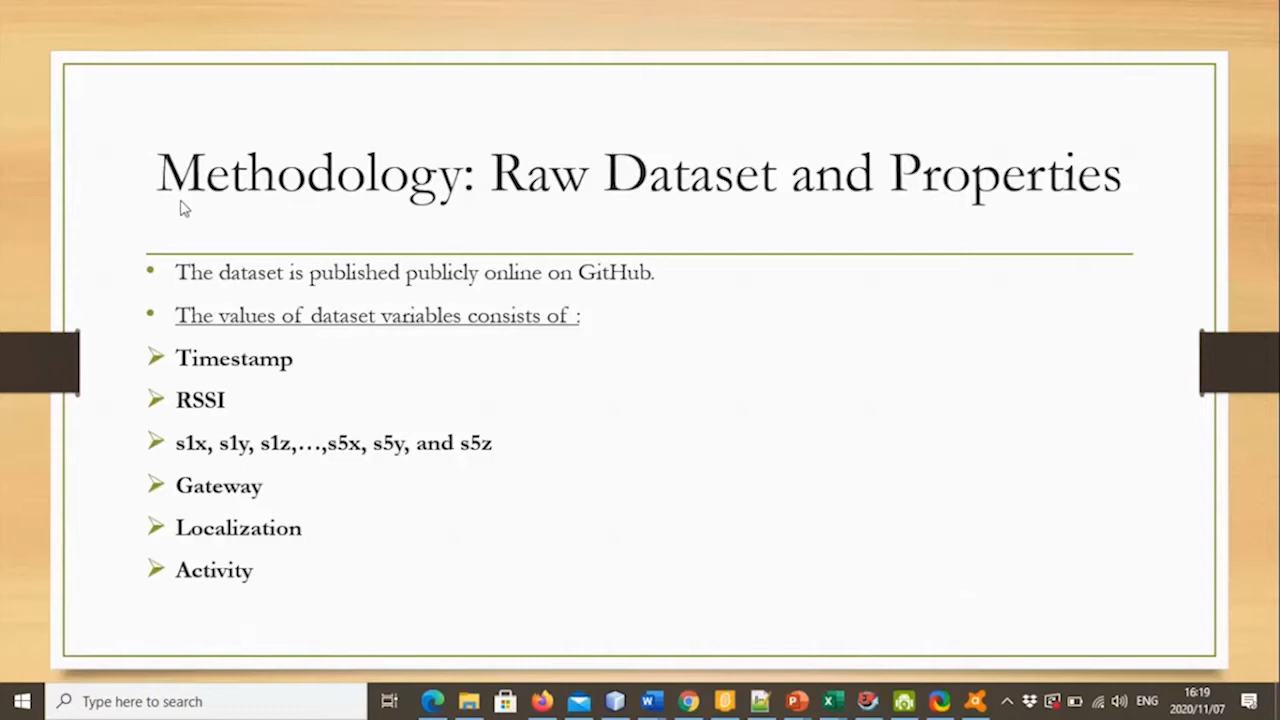 Methodology: Raw Dataset and Properties
The dataset is published publicly online on GitHub.
The values of dataset variables consists of :
Timestamp
RSSI
s1x, s1y, s1z,…,s5x, s5y, and s5z
Gateway
Localization
Activity
Type here to search
ENG
16:19
2020/11/07